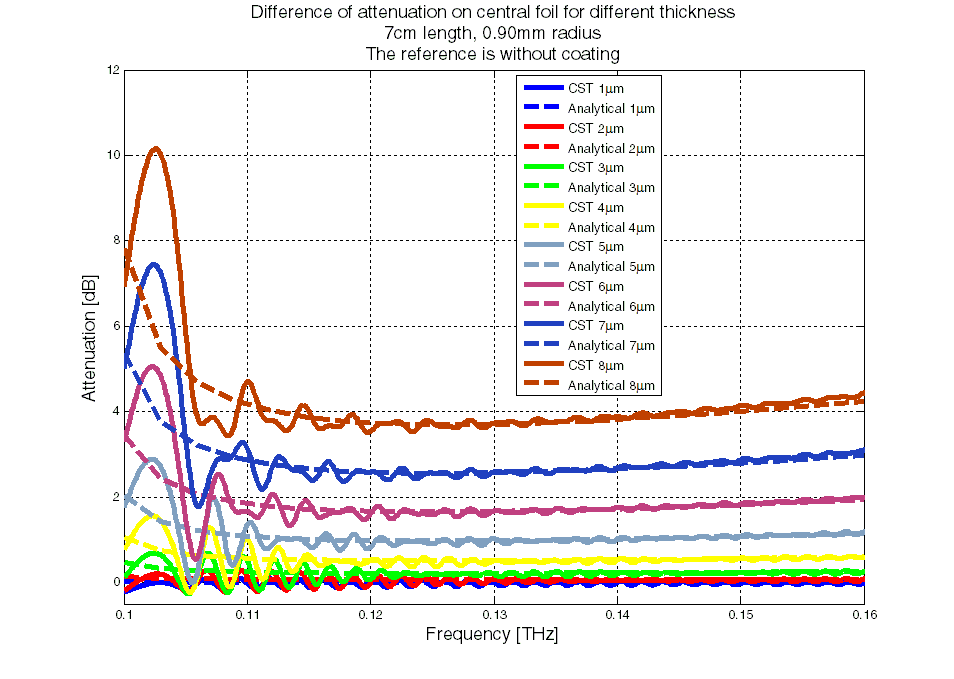 Difference of attenuation on central foil for different thickness
7cm length, 0.90mm radius
The reference is without coating
12
10
8
6
4
2
0
Attenuation [dB]
CST 1µm
Analytical 1µm
CST 2µm
Analytical 2µm
CST 3µm
Analytical 3µm
CST 4µm
Analytical 4µm
CST 5µm
Analytical 5µm
CST 6µm
Analytical 6µm
CST 7µm
Analytical 7µm
CST 8µm
Analytical 8µm
0.1 0.11 0.12 0.13 0.14 0.15 0.16
Frequency [THz]